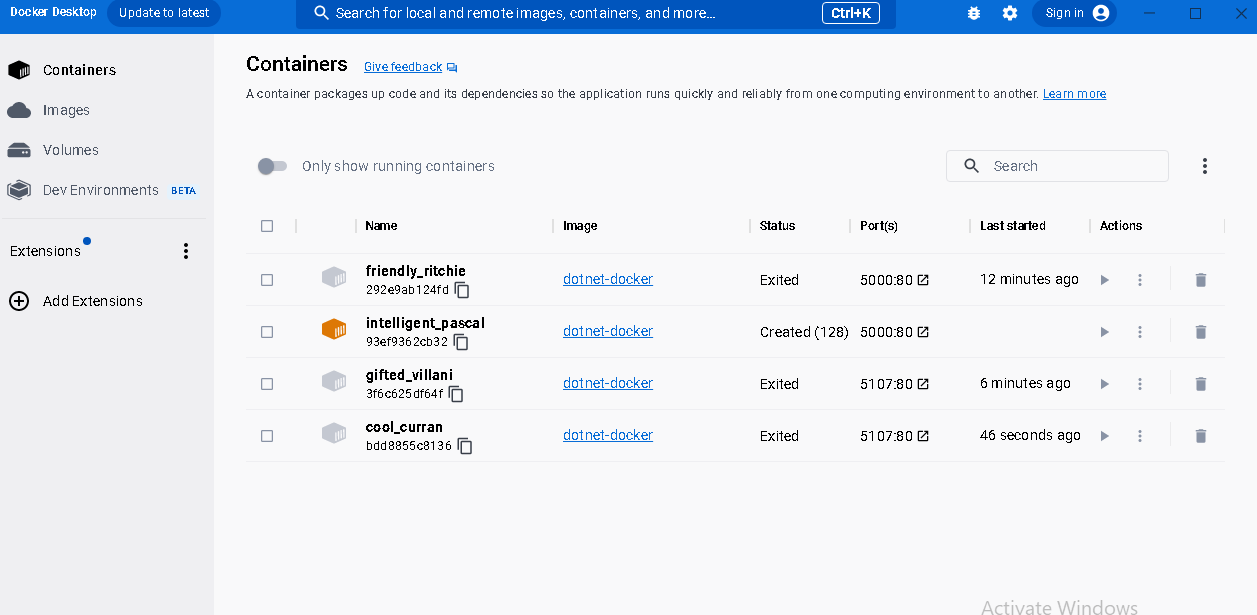 Docker Desktop Update to latest Search for local and remote images, containers, and more... Ctrl+K Sign in
Containers
Images
Volumes
Dev Environments BETA
Extensions
Add Extensions
Containers Give feedback
A container packages up code and its dependencies so the application runs quickly and reliably from one computing environment to another. Learn more
Only show running containers Search
Name Image Status Port(s) Last started Actions
friendly_ritchie
292e9ab124fd dotnet-docker Exited 5000:80 12 minutes ago
intelligent_pascal
93ef9362cb32 dotnet-docker Created (128) 5000:80
gifted_villani
3f6c625df64f dotnet-docker Exited 5107:80 6 minutes ago
cool_curran
bdd8855c8136 dotnet-docker Exited 5107:80 46 seconds ago
Activate Windows